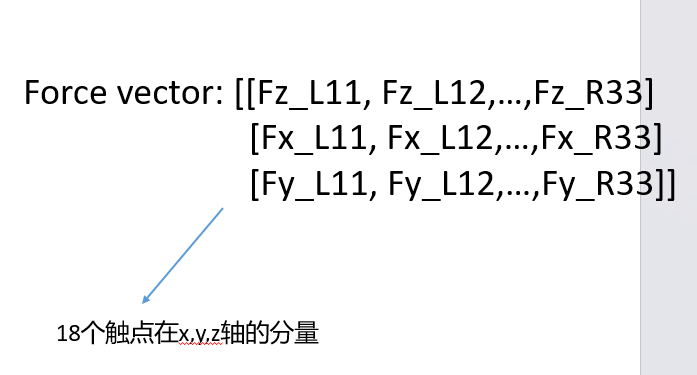 Force vector: [[Fz_L11, Fz_L12,...,Fz_R33]
[Fx_L11, Fx_L12,...,Fx_R33]
[Fy_L11, Fy_L12,...,Fy_R33]]
18个触点在x,y,z轴的分量